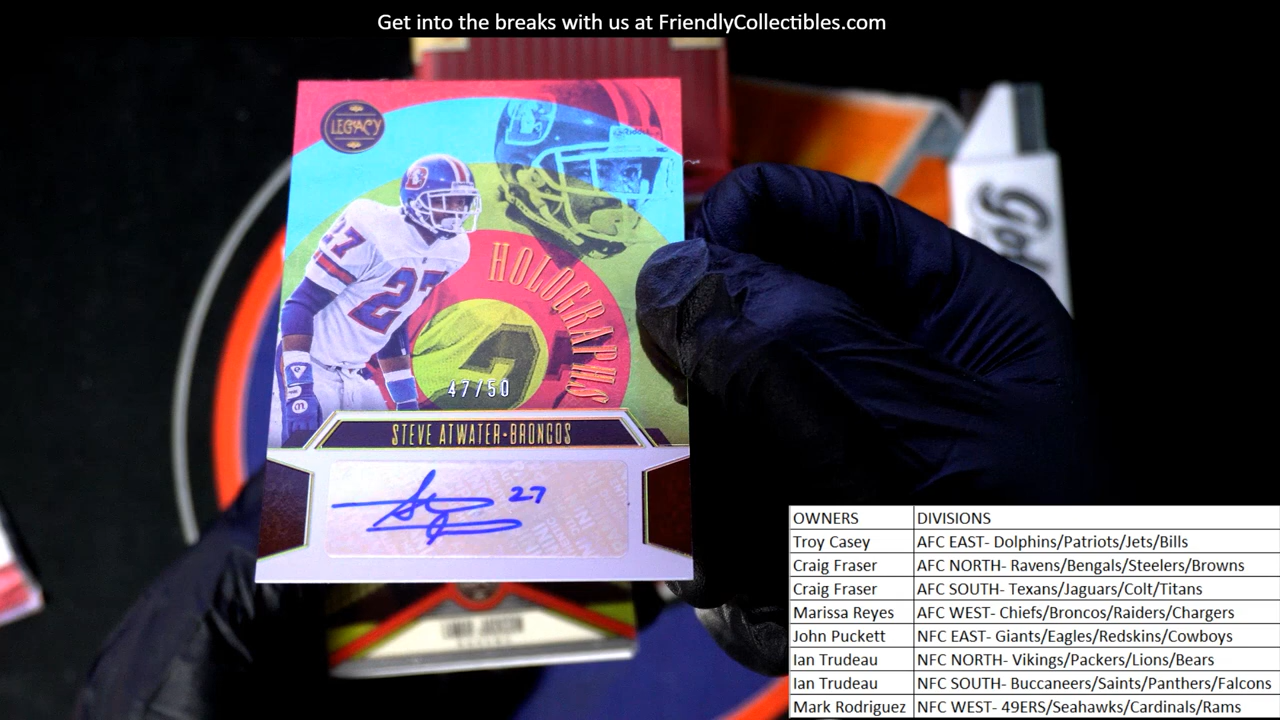 Get into the breaks with us at FriendlyCollectibles.com
LEGACY
27
27
HOLOGRAPHS
47/50
STEVE ATWATER•BRONCOS
27
OWNERS DIVISIONS
Troy Casey AFC EAST- Dolphins/Patriots/Jets/Bills
Craig Fraser AFC NORTH- Ravens/Bengals/Steelers/Browns
Craig Fraser AFC SOUTH- Texans/Jaguars/Colt/Titans
Marissa Reyes AFC WEST- Chiefs/Broncos/Raiders/Chargers
John Puckett NFC EAST- Giants/Eagles/Redskins/Cowboys
Ian Trudeau NFC NORTH- Vikings/Packers/Lions/Bears
Ian Trudeau NFC SOUTH- Buccaneers/Saints/Panthers/Falcons
Mark Rodriguez NFC WEST- 49ERS/Seahawks/Cardinals/Rams